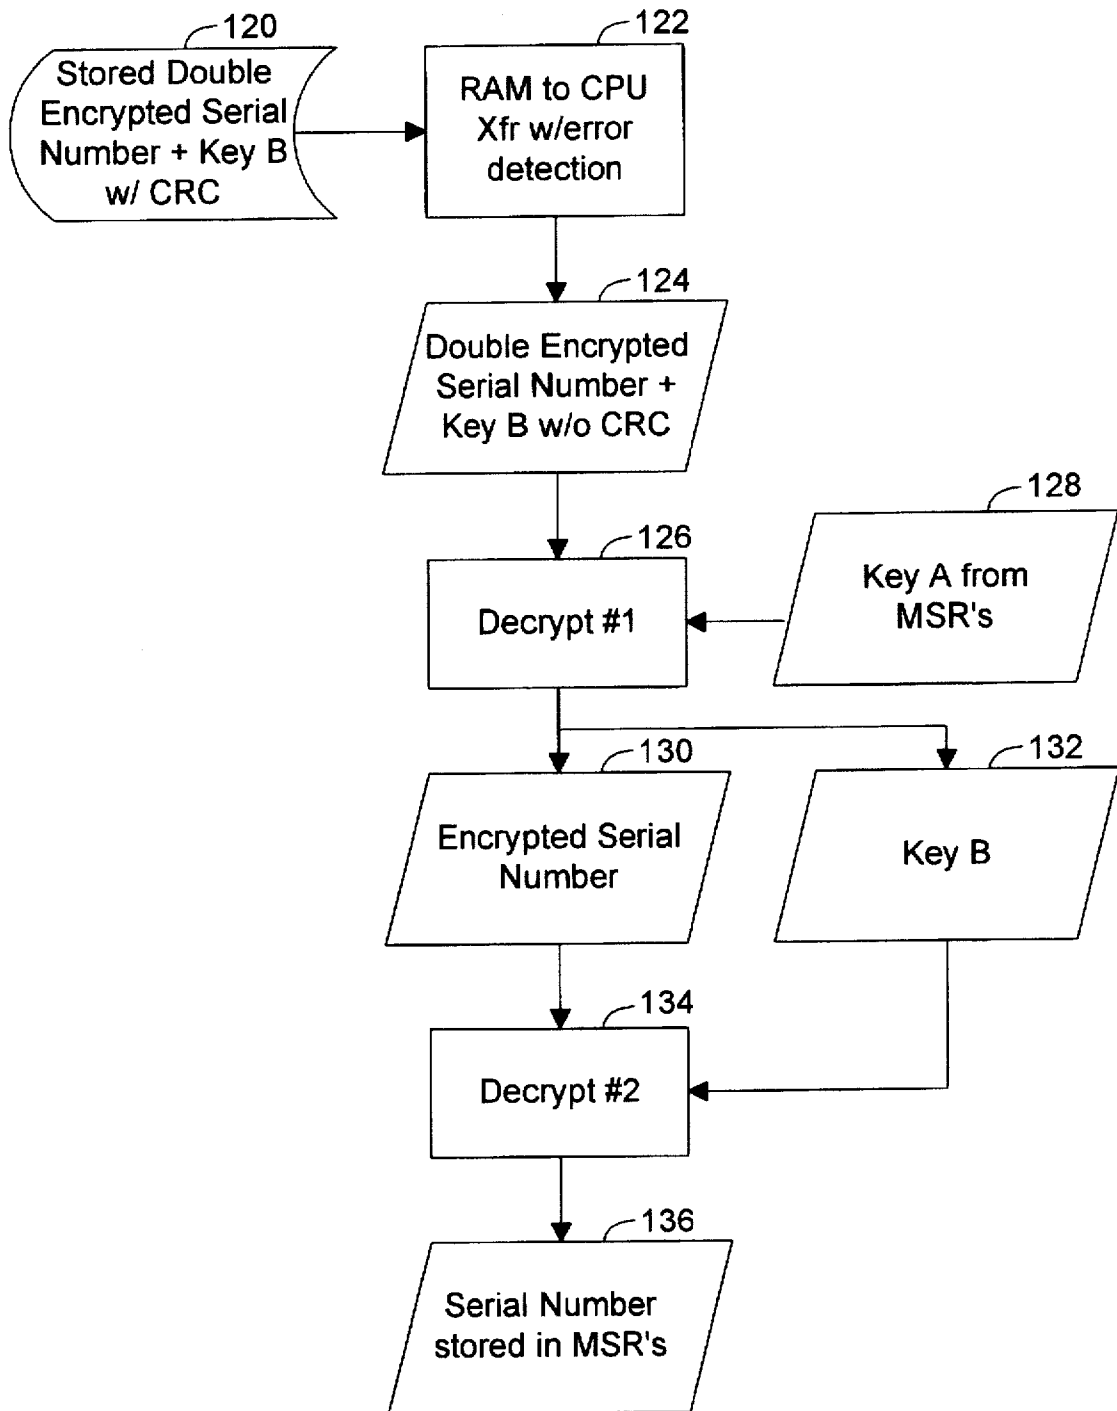 120
Stored Double
Encrypted Serial
Number + Key B
w/ CRC
122
RAM to CPU
Xfr w/error
detection
124
Double Encrypted
Serial Number +
Key B w/o CRC
126
Decrypt #1
128
Key A from
MSR's
130
Encrypted Serial
Number
132
Key B
134
Decrypt #2
136
Serial Number
stored in MSR's